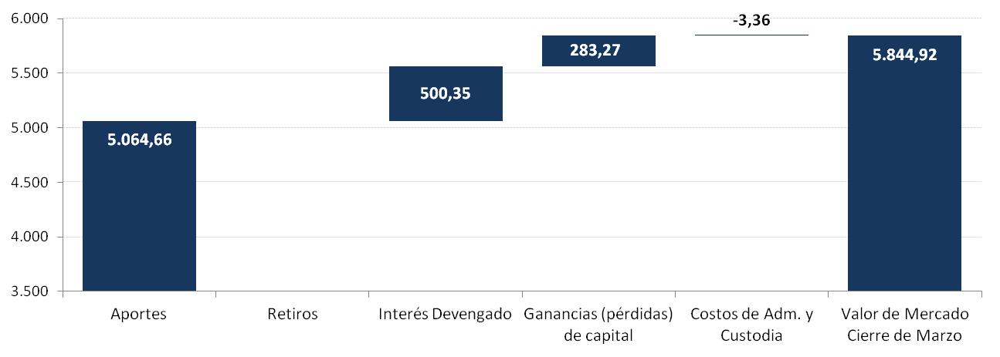 6.000
5.500
5.000
4.500
4.000
3.500
5.064,66
500,35
283,27
-3,36
5.844,92
Aportes
Retiros
Interés Devengado
Ganancias (pérdidas)
de capital
Costos de Adm. y
Custodia
Valor de Mercado
Cierre de Marzo